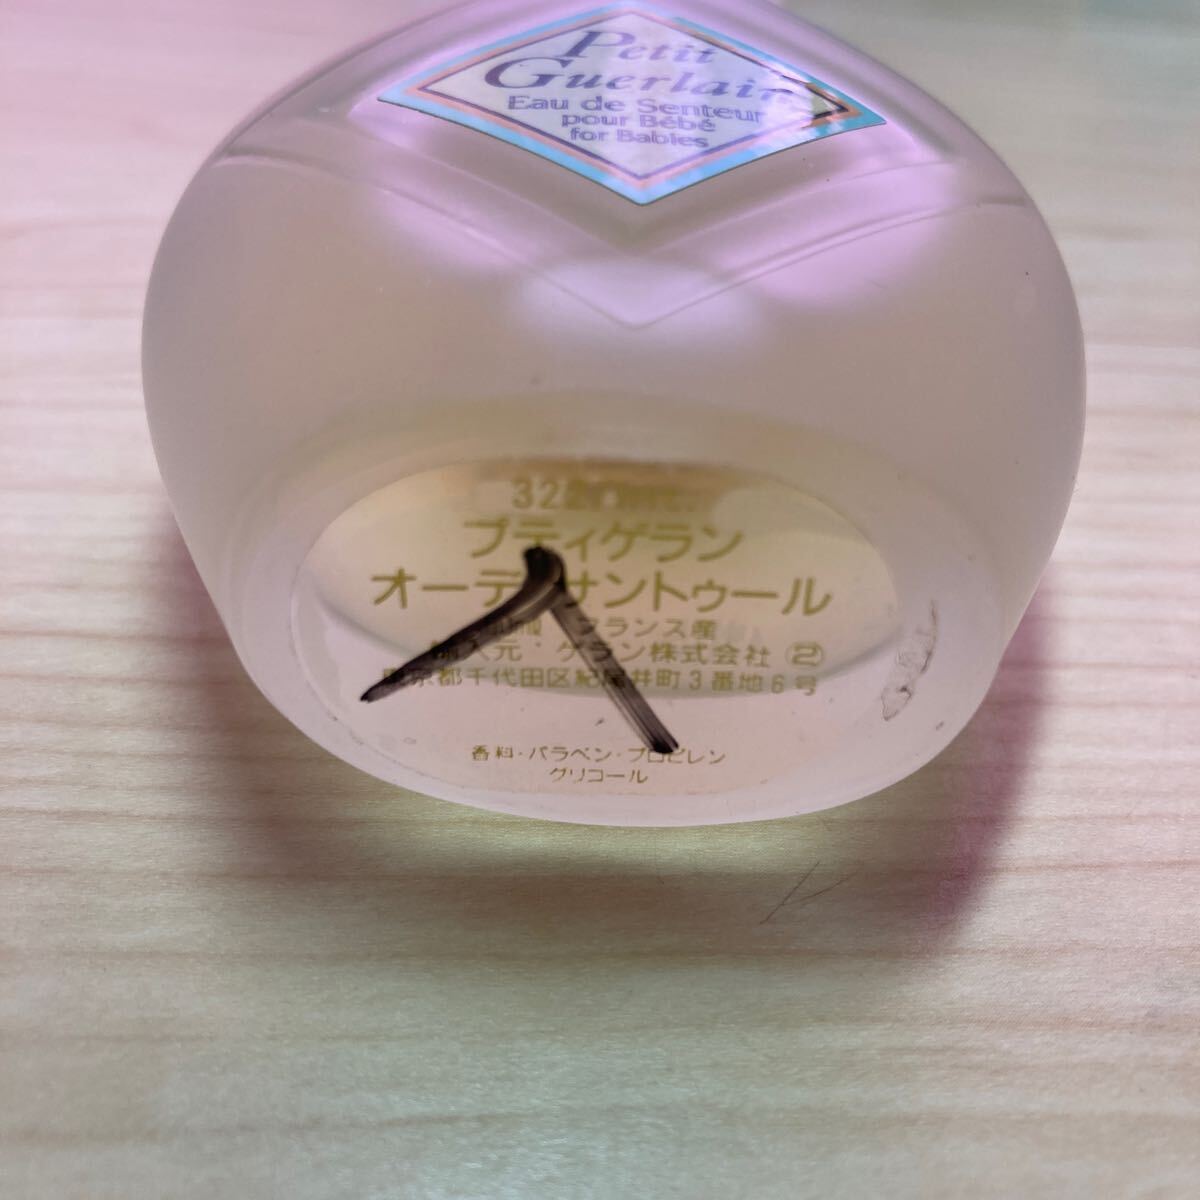 Petit
Guerlain
Eau de Senteur
pour Bébé
for Babies
プティゲラン
オーデサントゥール
フランス産
輸入元・ゲラン株式会社 ②
東京都千代田区紀尾井町3番地6号
香料・パラベン・プロピレン
グリコール